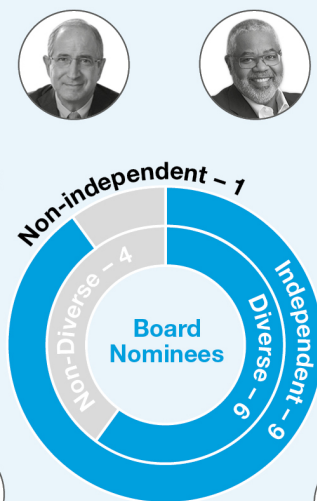 Non-independent – 1
Independent – 9
Non-Diverse – 4
Diverse – 6
Board
Nominees